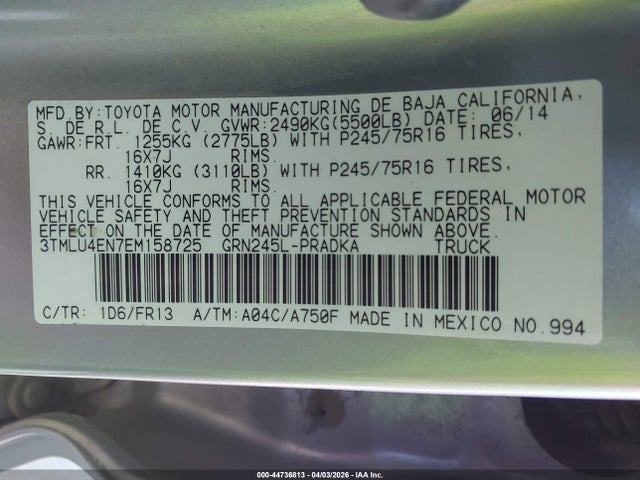 MFD.BY:TOYOTA MOTOR MANUFACTURING DE BAJA CALIFORNIA,
S. DE R.L. DE C.V. GVWR:2490KG(5500LB) DATE: 06/14
GAWR:FRT. 1255KG (2775LB) WITH P245/75R16 TIRES,
16X7J RIMS.
RR. 1410KG (3110LB) WITH P245/75R16 TIRES,
16X7J RIMS.
THIS VEHICLE CONFORMS TO ALL APPLICABLE FEDERAL MOTOR
VEHICLE SAFETY AND THEFT PREVENTION STANDARDS IN
EFFECT ON THE DATE OF MANUFACTURE SHOWN ABOVE.
3TMLU4EN7EM158725 GRN245L-PRADKA TRUCK
C/TR: 1D6/FR13 A/TM:A04C/A750F MADE IN MEXICO NO.994
000-44736813 - 04/03/2026 - IAA Inc.